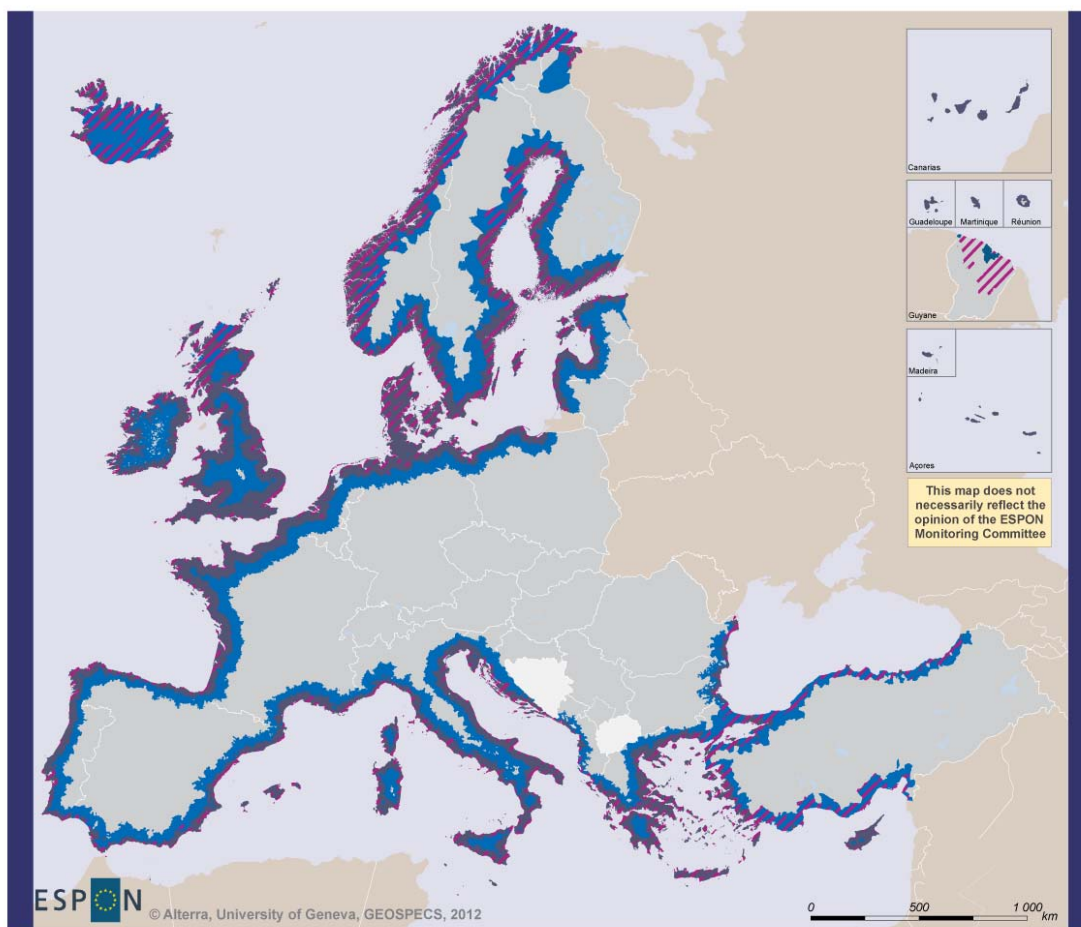 Canarias
Guadeloupe
Martinique
Réunion
Guyane
Madeira
Açores
This map does not
necessarily reflect the
opinion of the ESPON
Monitoring Committee
ESPON
© Alterra, University of Geneva, GEOSPECS, 2012
0 500 1 000
km